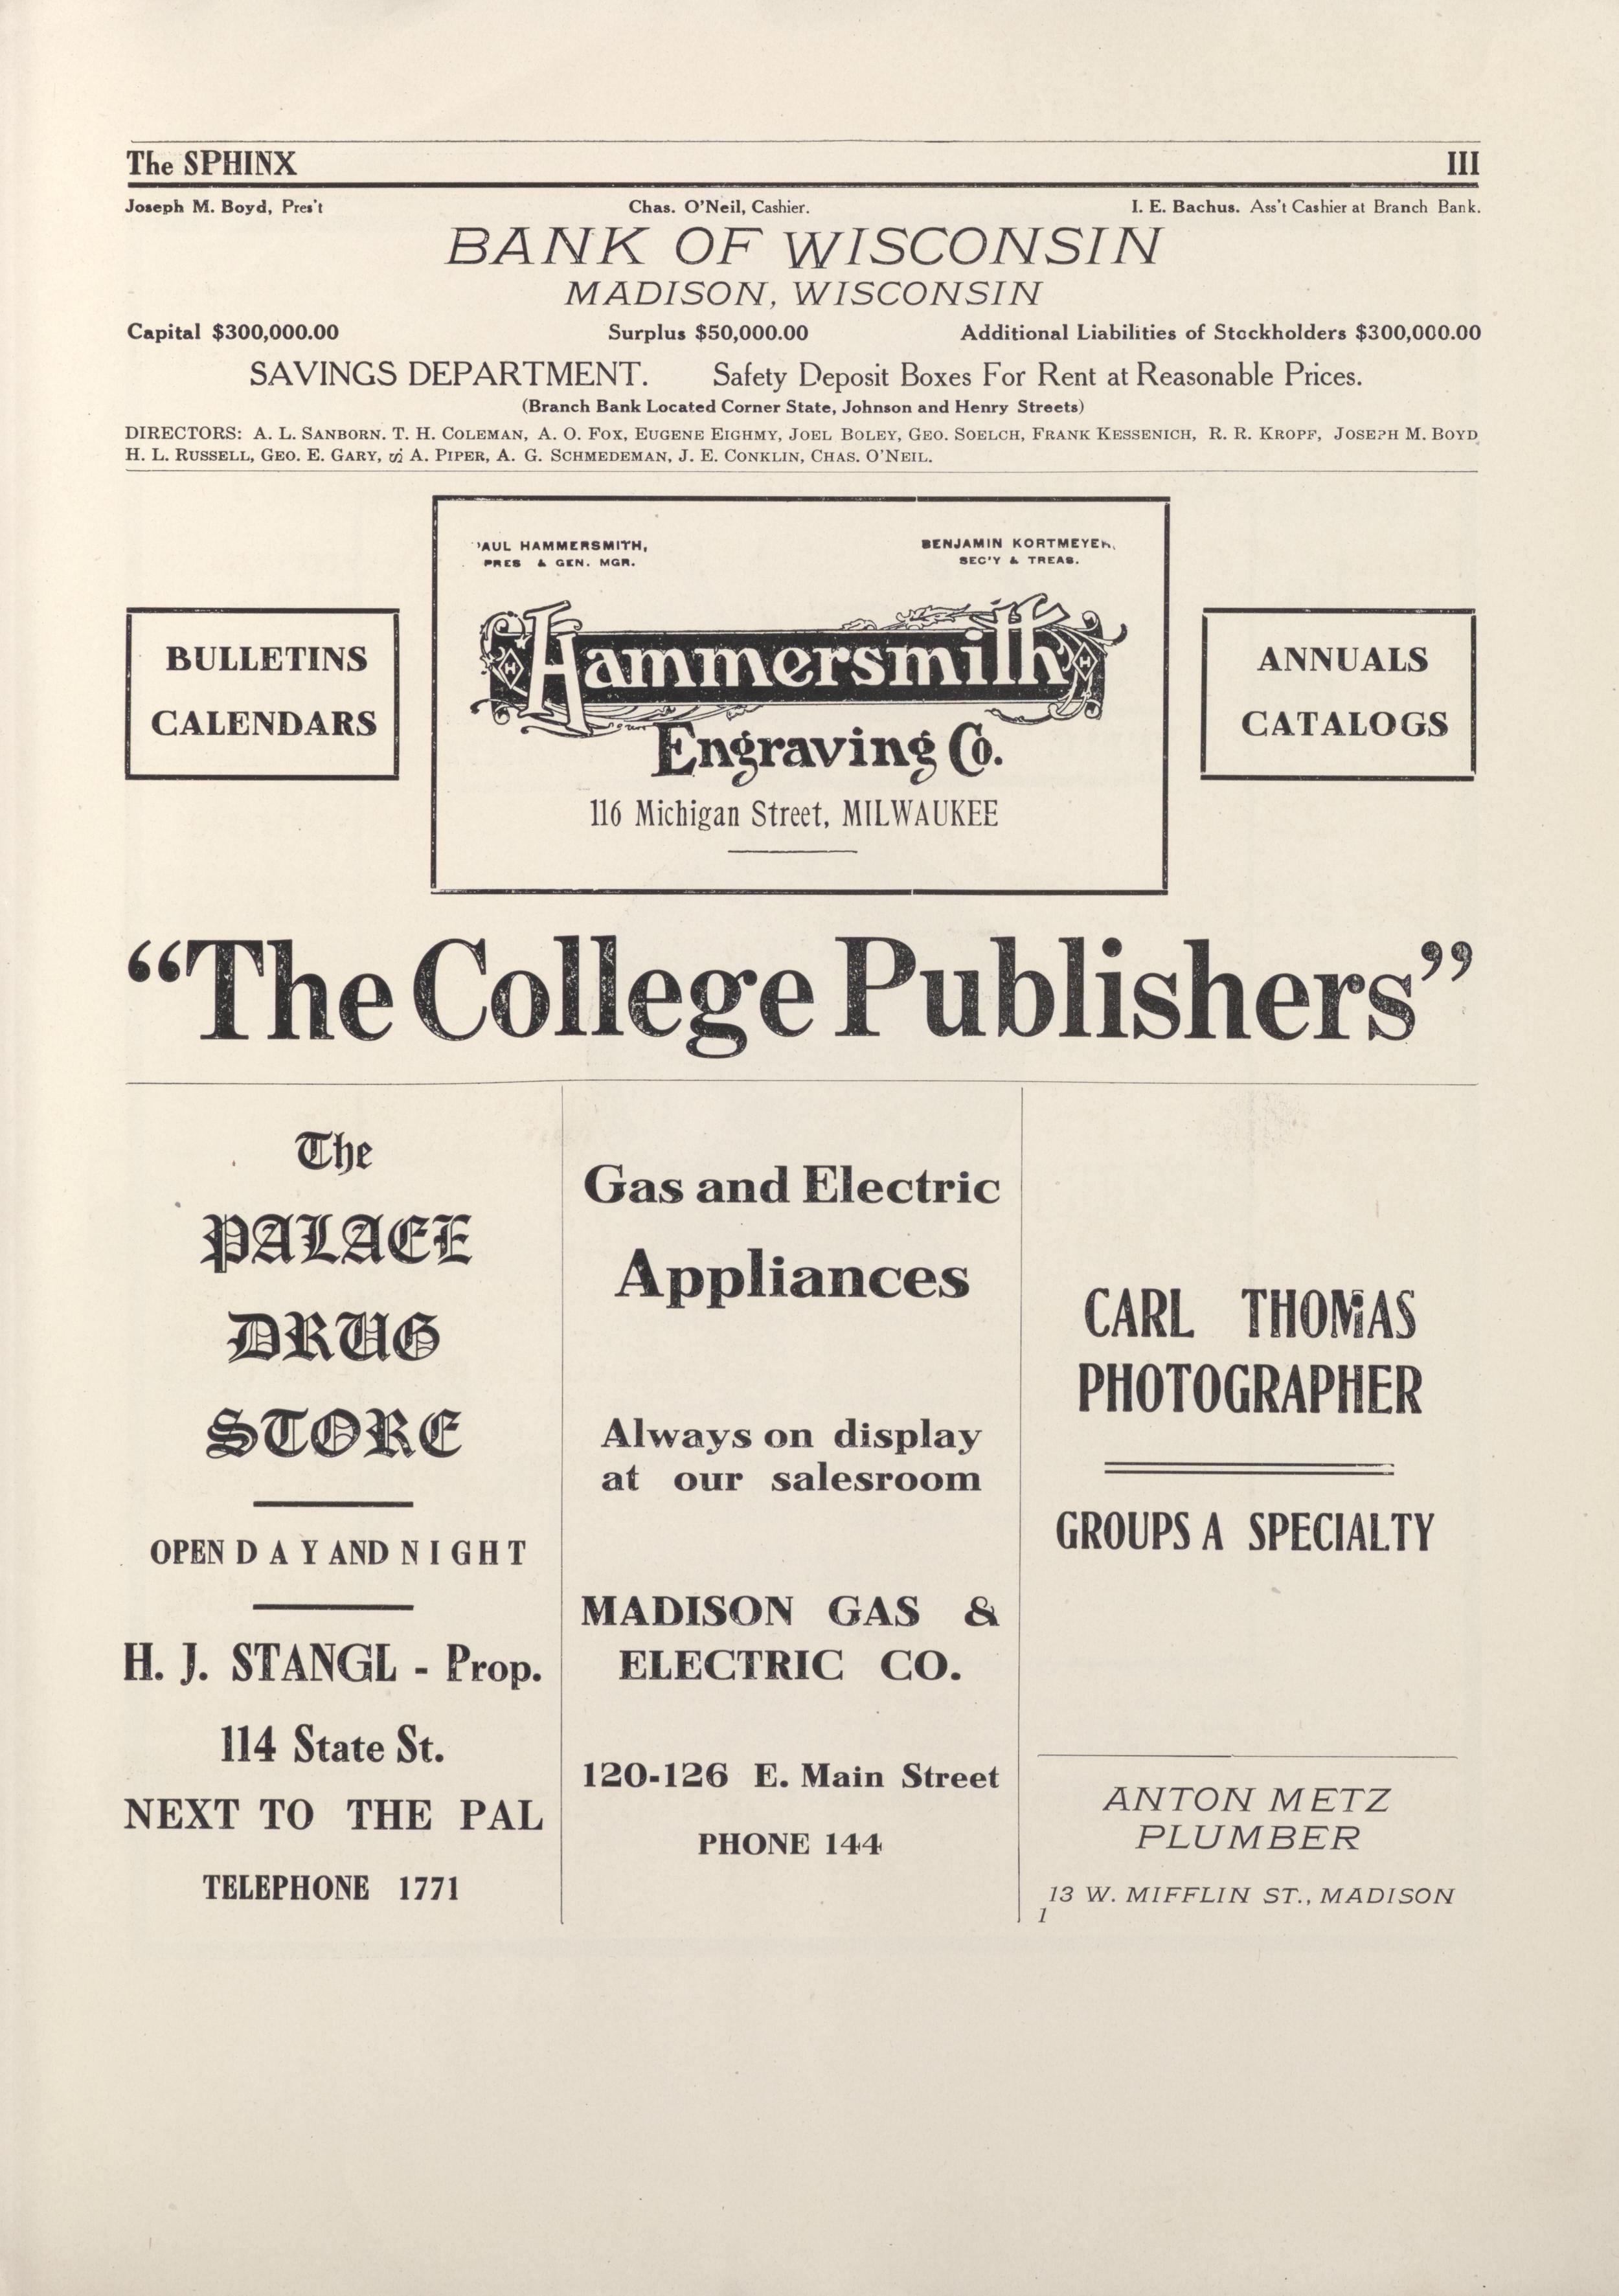 The SPHINX III
Joseph M. Boyd, Pres't Chas. O'Neil, Cashier. I. E. Bachus. Ass't Cashier at Branch Bank.
BANK OF WISCONSIN
MADISON, WISCONSIN
Capital $300,000.00 Surplus $50,000.00 Additional Liabilities of Stockholders $300,000.00
SAVINGS DEPARTMENT. Safety Deposit Boxes For Rent at Reasonable Prices.
(Branch Bank Located Corner State, Johnson and Henry Streets)
DIRECTORS: A. L. SANBORN. T. H. COLEMAN, A. O. FOX, EUGENE EIGHMY, JOEL BOLEY, GEO. SOELCH, FRANK KESSENICH, R. R. KROPF, JOSEPH M. BOYD
H. L. RUSSELL, GEO. E. GARY, S. A. PIPER, A. G. SCHMEDEMAN, J. E. CONKLIN, CHAS. O'NEIL.
BULLETINS
CALENDARS
PAUL HAMMERSMITH,
PRES & GEN. MGR.
BENJAMIN KORTMEYER,
SEC'Y & TREAS.
H Hammersmith H
Engraving Co.
116 Michigan Street, MILWAUKEE
ANNUALS
CATALOGS
“The College Publishers”
The
PALACE
DRUG
STORE
OPEN DAY AND NIGHT
H. J. STANGL - Prop.
114 State St.
NEXT TO THE PAL
TELEPHONE 1771
Gas and Electric
Appliances
Always on display
at our salesroom
MADISON GAS &
ELECTRIC CO.
120-126 E. Main Street
PHONE 144
CARL THOMAS
PHOTOGRAPHER
GROUPS A SPECIALTY
ANTON METZ
PLUMBER
13 W. MIFFLIN ST., MADISON
1